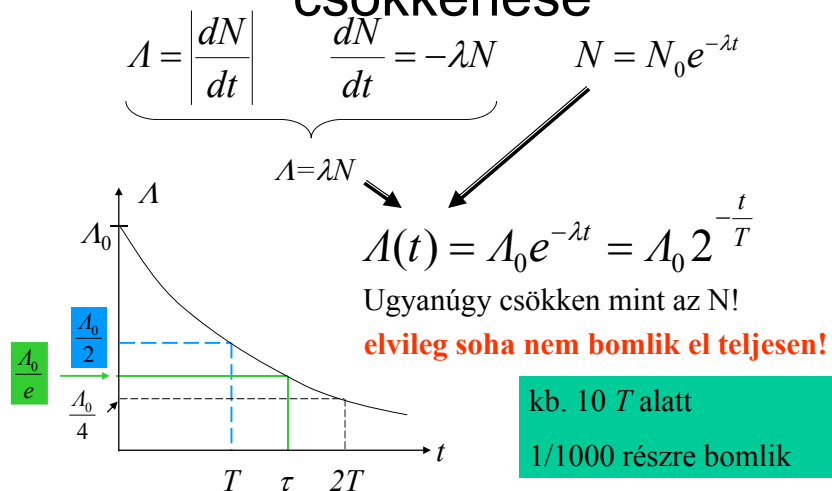 csökkenése
Λ = |dN/dt|   dN/dt = −λN   N = N₀e^{−λt}
Λ=λN
Λ
Λ₀
Λ(t) = Λ₀e^{−λt} = Λ₀2^{−t/T}
Ugyanúgy csökken mint az N!
elvileg soha nem bomlik el teljesen!
Λ₀/2
Λ₀/e
Λ₀/4
kb. 10 T alatt
1/1000 részre bomlik
t
T τ 2T